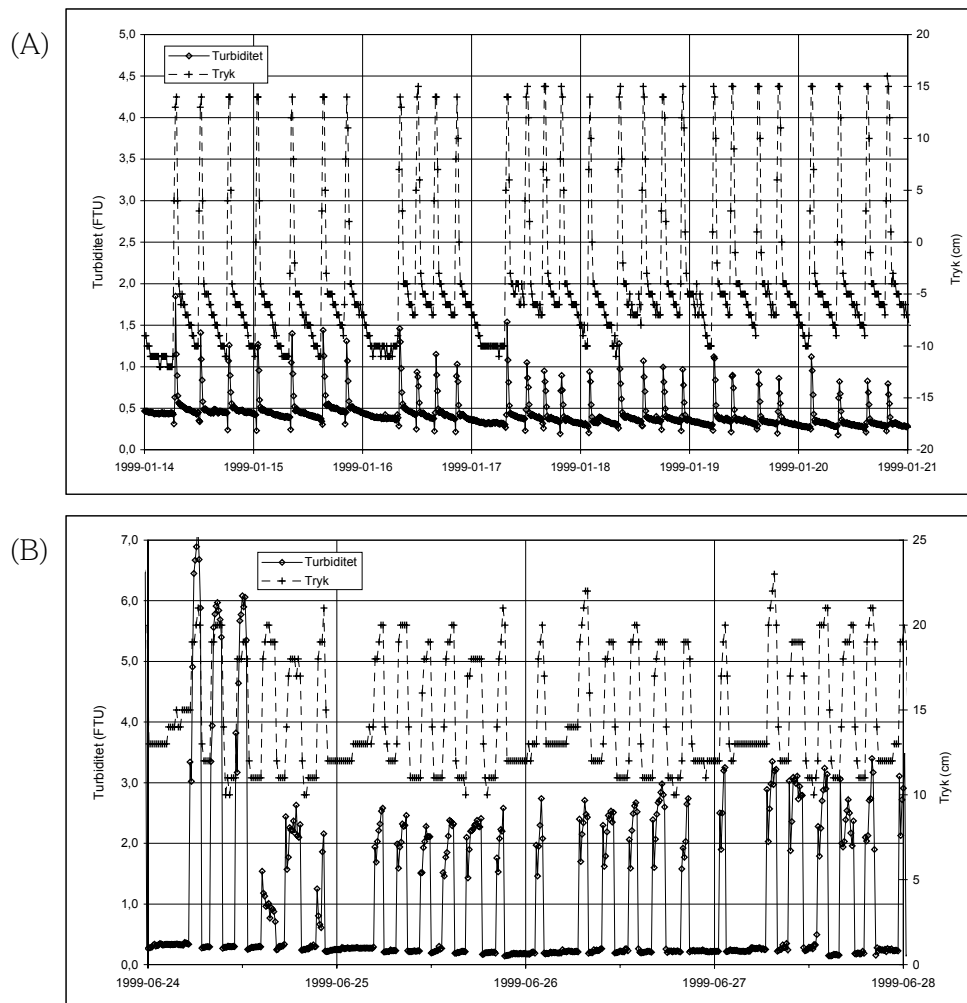 (A)
Turbiditet (FTU)
5,0
4,5
4,0
3,5
3,0
2,5
2,0
1,5
1,0
0,5
0,0
Turbiditet
Tryk
20
15
10
5
0
-5
-10
-15
-20
Tryk (cm)
1999-01-14 1999-01-15 1999-01-16 1999-01-17 1999-01-18 1999-01-19 1999-01-20 1999-01-21
(B)
Turbiditet (FTU)
7,0
6,0
5,0
4,0
3,0
2,0
1,0
0,0
Turbiditet
Tryk
25
20
15
10
5
0
Tryk (cm)
1999-06-24 1999-06-25 1999-06-26 1999-06-27 1999-06-28